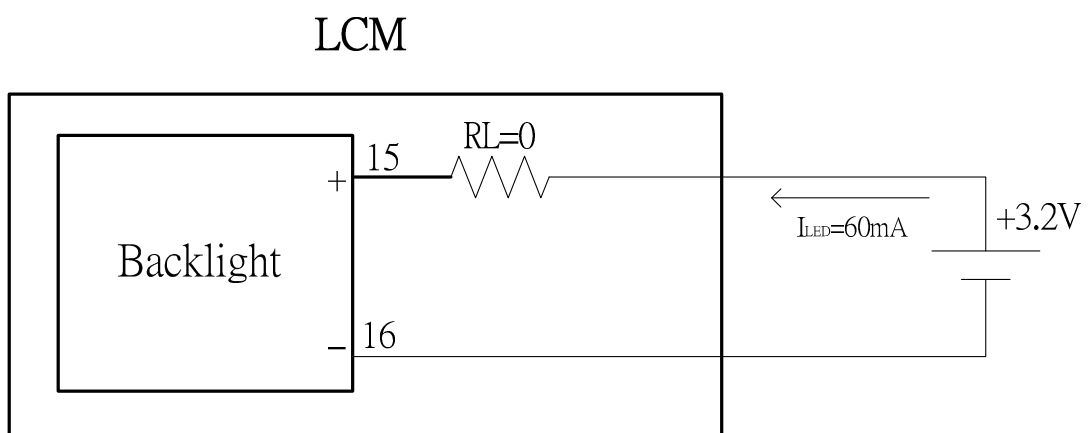 LCM
RL=0
15
+
ILED=60mA
+3.2V
Backlight
16
−